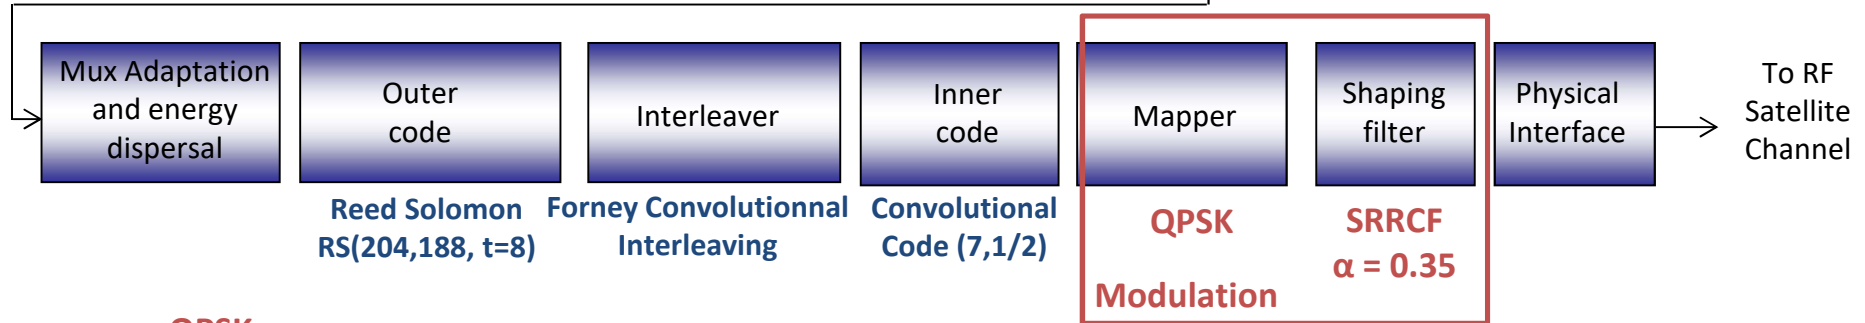 Mux Adaptation
and energy
dispersal
Outer
code
Interleaver
Inner
code
Mapper
Shaping
filter
Physical
Interface
To RF
Satellite
Channel
Reed Solomon
RS(204,188, t=8)
Forney Convolutionnal
Interleaving
Convolutional
Code (7,1/2)
QPSK
SRRCF
α = 0.35
Modulation
QPSK